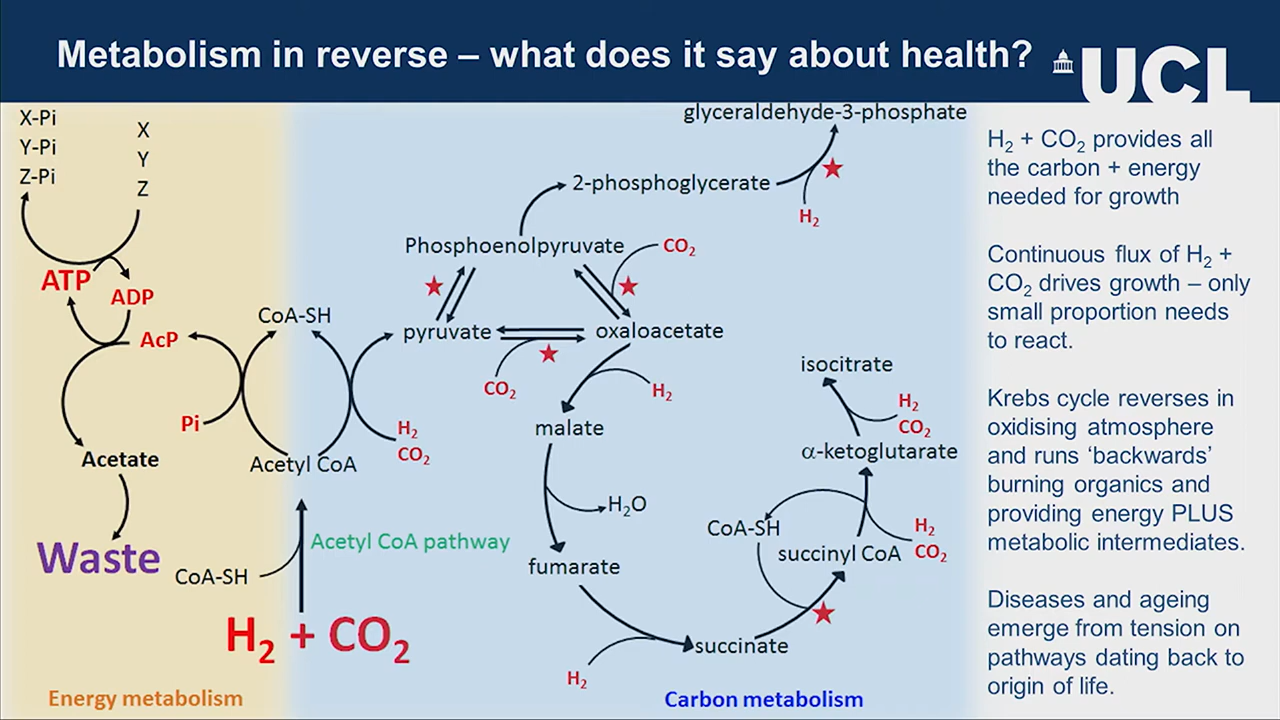 Metabolism in reverse – what does it say about health?
UCL
X-Pi
Y-Pi
Z-Pi
X
Y
Z
ATP
ADP
AcP
Pi
Acetate
Waste
CoA-SH
CoA-SH
Acetyl CoA
H₂
CO₂
Acetyl CoA pathway
H₂ + CO₂
Energy metabolism
glyceraldehyde-3-phosphate
2-phosphoglycerate
H₂
Phosphoenolpyruvate
CO₂
pyruvate
oxaloacetate
CO₂
H₂
malate
H₂O
fumarate
H₂
succinate
CoA-SH
succinyl CoA
H₂
CO₂
α-ketoglutarate
H₂
CO₂
isocitrate
Carbon metabolism
H₂ + CO₂ provides all
the carbon + energy
needed for growth
Continuous flux of H₂ +
CO₂ drives growth – only
small proportion needs
to react.
Krebs cycle reverses in
oxidising atmosphere
and runs ‘backwards’
burning organics and
providing energy PLUS
metabolic intermediates.
Diseases and ageing
emerge from tension on
pathways dating back to
origin of life.